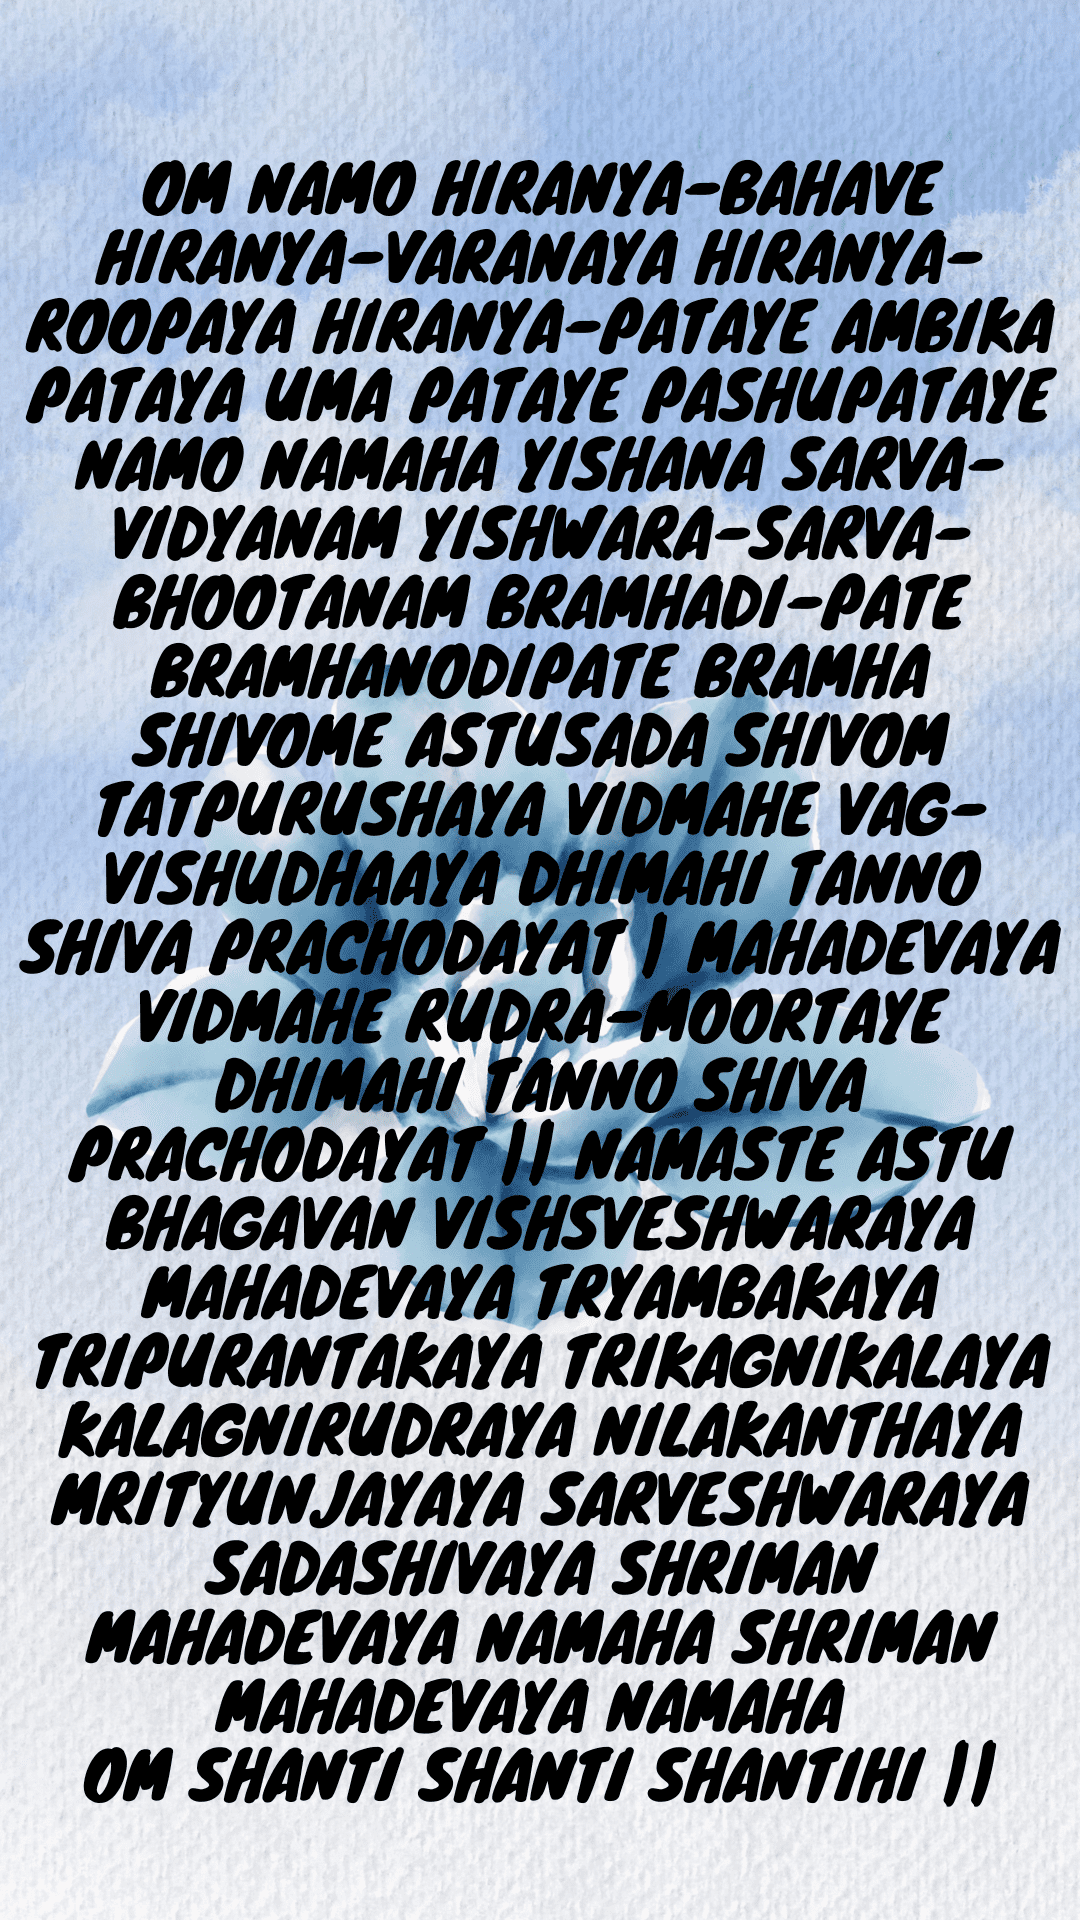 OM NAMO HIRANYA-BAHAVE
HIRANYA-VARANAYA HIRANYA-
ROOPAYA HIRANYA-PATAYE AMBIKA
PATAYA UMA PATAYE PASHUPATAYE
NAMO NAMAHA YISHANA SARVA-
VIDYANAM YISHWARA-SARVA-
BHOOTANAM BRAMHADI-PATE
BRAMHANODIPATE BRAMHA
SHIVOME ASTUSADA SHIVOM
TATPURUSHAYA VIDMAHE VAG-
VISHUDHAAYA DHIMAHI TANNO
SHIVA PRACHODAYAT | MAHADEVAYA
VIDMAHE RUDRA-MOORTAYE
DHIMAHI TANNO SHIVA
PRACHODAYAT || NAMASTE ASTU
BHAGAVAN VISHSVESHWARAYA
MAHADEVAYA TRYAMBAKAYA
TRIPURANTAKAYA TRIKAGNIKALAYA
KALAGNIRUDRAYA NILAKANTHAYA
MRITYUNJAYAYA SARVESHWARAYA
SADASHIVAYA SHRIMAN
MAHADEVAYA NAMAHA SHRIMAN
MAHADEVAYA NAMAHA
OM SHANTI SHANTI SHANTIHI ||